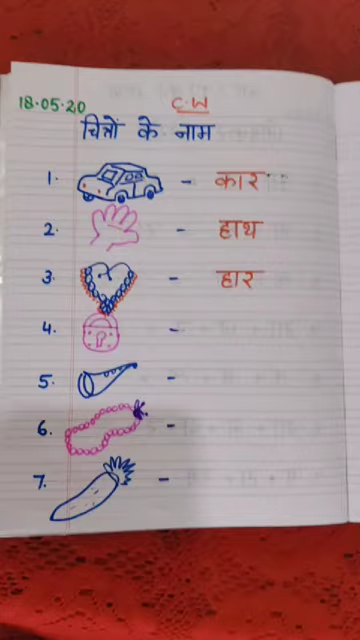 18.05.20 C.W
चित्रों के नाम
1. - कार
2. - हाथ
3. - हार
4. -
5. -
6. -
7. -